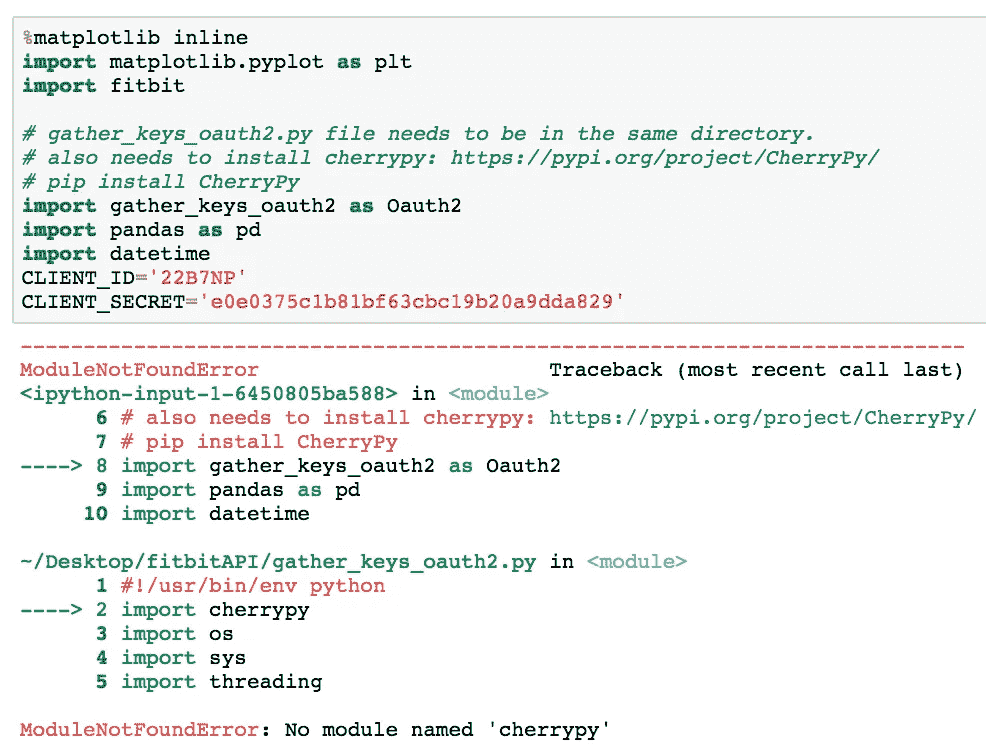 %matplotlib inline
import matplotlib.pyplot as plt
import fitbit
# gather_keys_oauth2.py file needs to be in the same directory.
# also needs to install cherrypy: https://pypi.org/project/CherryPy/
# pip install CherryPy
import gather_keys_oauth2 as Oauth2
import pandas as pd
import datetime
CLIENT_ID='22B7NP'
CLIENT_SECRET='e0e0375c1b81bf63cbc19b20a9dda829'
---------------------------------------------------------------------------
ModuleNotFoundError Traceback (most recent call last)
<ipython-input-1-6450805ba588> in <module>
6 # also needs to install cherrypy: https://pypi.org/project/CherryPy/
7 # pip install CherryPy
----> 8 import gather_keys_oauth2 as Oauth2
9 import pandas as pd
10 import datetime
~/Desktop/fitbitAPI/gather_keys_oauth2.py in <module>
1 #!/usr/bin/env python
----> 2 import cherrypy
3 import os
4 import sys
5 import threading
ModuleNotFoundError: No module named 'cherrypy'